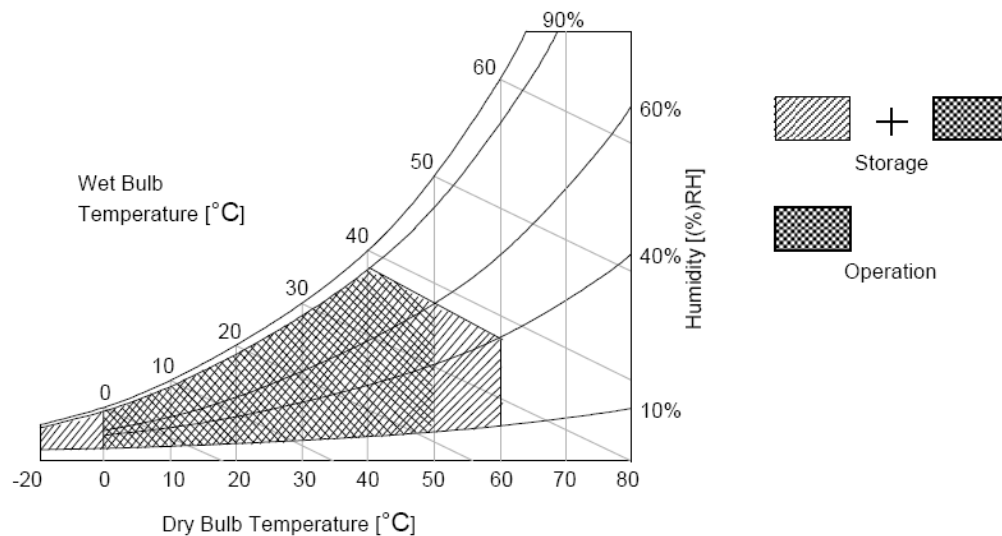 90%
60
60%
50
Wet Bulb
Temperature [°C]
40
40%
30
20
10
0
10%
Humidity [(%)RH]
-20 0 10 20 30 40 50 60 70 80
Dry Bulb Temperature [°C]
+
Storage
Operation